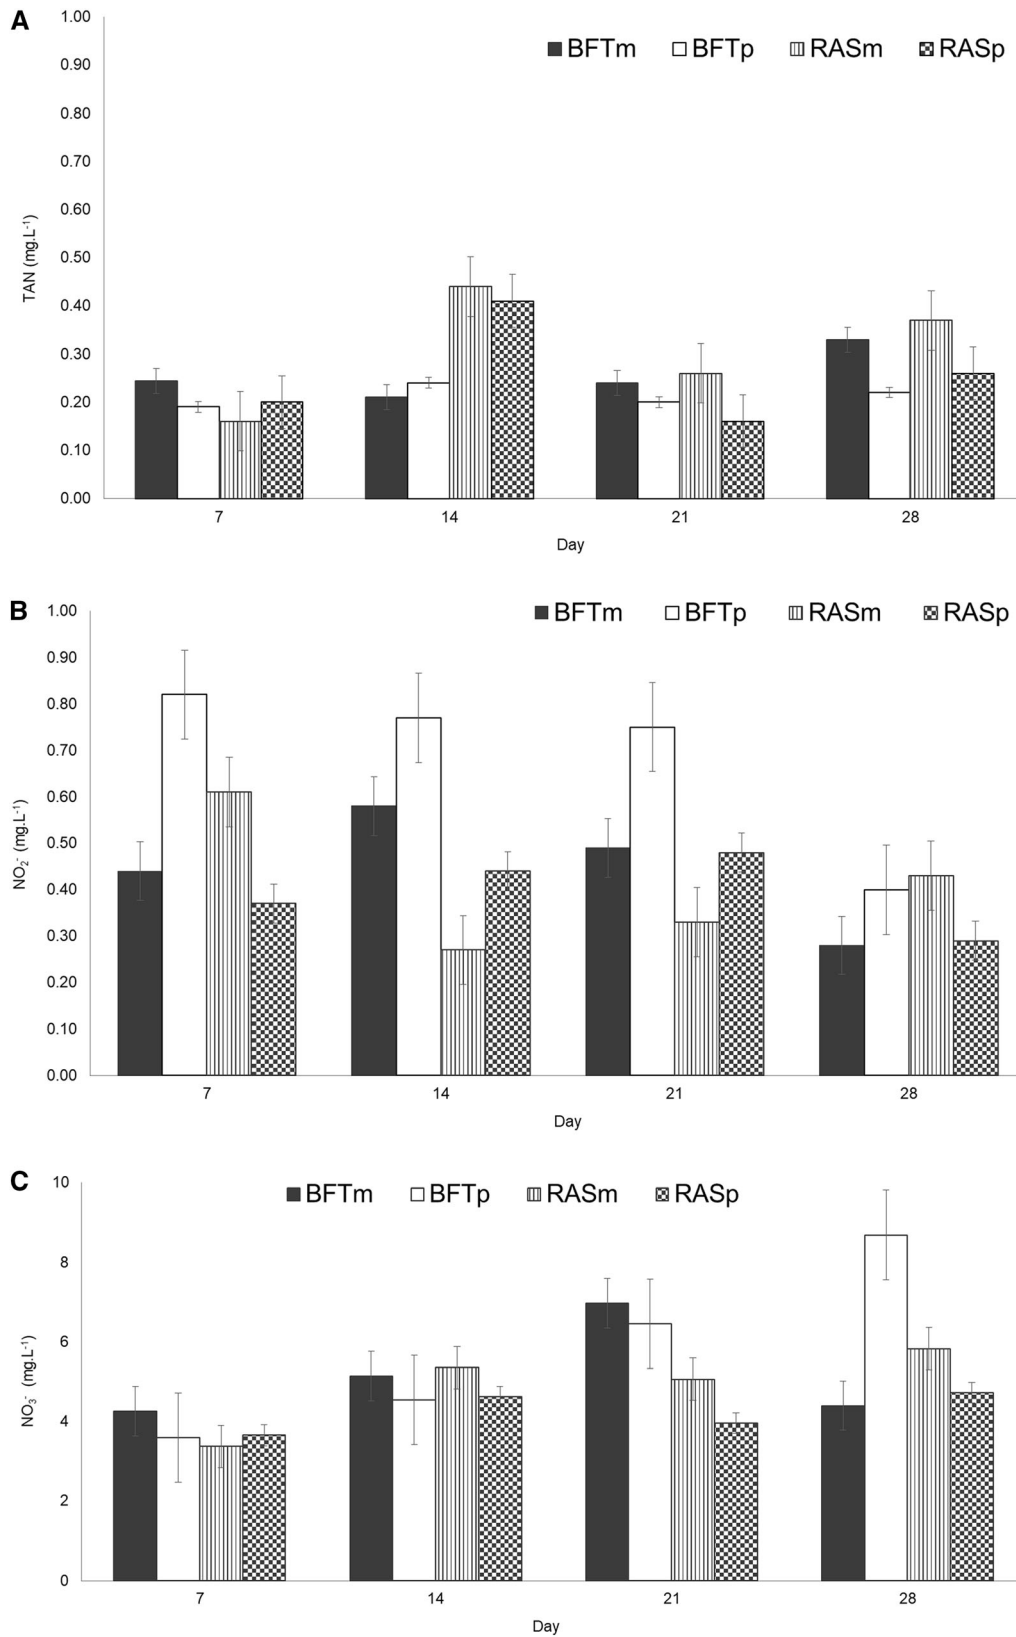 A
BFTm BFTp RASm RASp
1.00
0.90
0.80
0.70
0.60
0.50
0.40
0.30
0.20
0.10
0.00
TAN (mg.L⁻¹)
7 14 21 28
Day
B
BFTm BFTp RASm RASp
1.00
0.90
0.80
0.70
0.60
0.50
0.40
0.30
0.20
0.10
0.00
NO₂⁻ (mg.L⁻¹)
7 14 21 28
Day
C
BFTm BFTp RASm RASp
10
8
6
4
2
0
NO₃⁻ (mg.L⁻¹)
7 14 21 28
Day